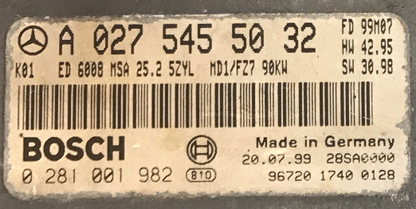 A 027 545 50 32
FD 99M07
HW 42.95
SW 30.98
K01 ED 6008 MSA 25.2 5ZYL MD1/FZ7 90KW
BOSCH
Made in Germany
20.07.99 28SA0000
0 281 001 982 810
96720 1740 0128